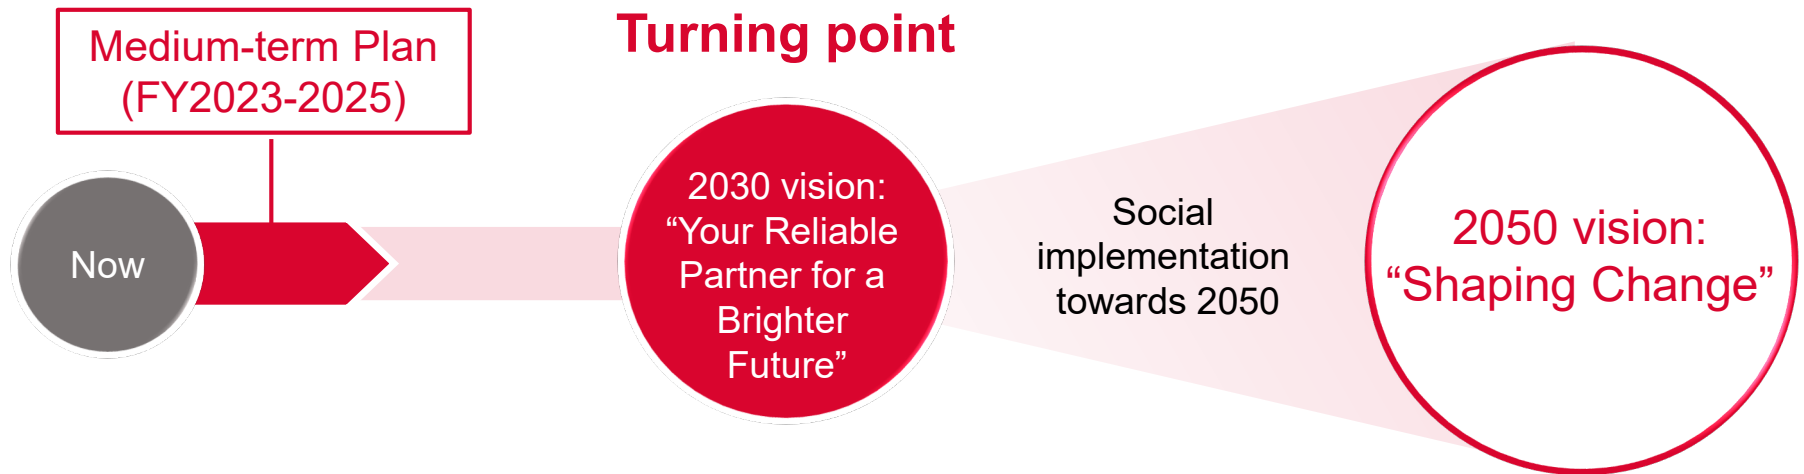 Medium-term Plan
(FY2023-2025)
Turning point
Now
2030 vision:
“Your Reliable
Partner for a
Brighter
Future”
Social
implementation
towards 2050
2050 vision:
“Shaping Change”